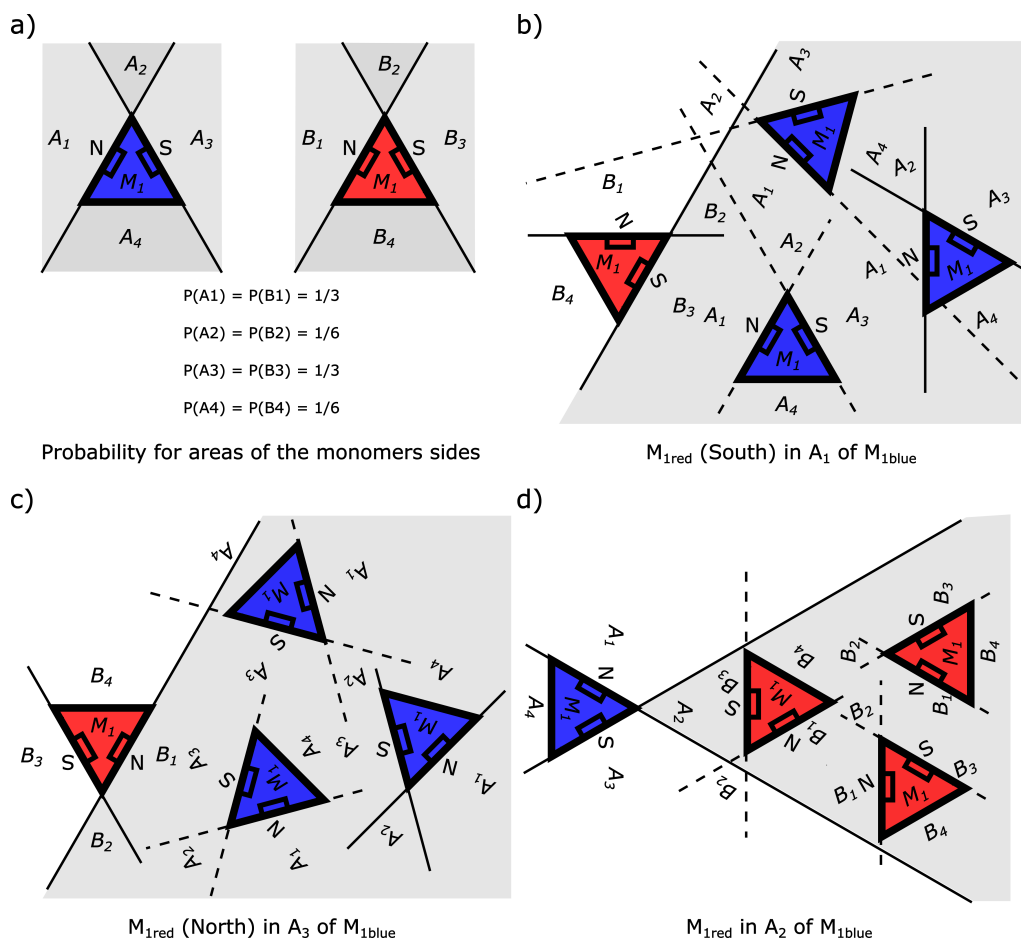 a)
A2
B2
A1
N
S
A3
M1
B1
N
S
B3
M1
A4
B4
P(A1) = P(B1) = 1/3
P(A2) = P(B2) = 1/6
P(A3) = P(B3) = 1/3
P(A4) = P(B4) = 1/6
Probability for areas of the monomers sides
b)
A3
A2
S
M1
N
A4
A2
B1
A1
A3
S
N
B2
N
M1
A2
A1
M1
S
B4
B3
A1
N
S
A3
A4
M1
A4
M1red (South) in A1 of M1blue
c)
A4
A1
M1
N
S
A4
B4
A3
A2
M1
M1
B3
S
N
B1
A3
A4
A3
S
N
A1
S
M1
N
B2
A2
A1
A2
M1red (North) in A3 of M1blue
d)
A1
B4
B2
S
B3
N
M1
B4
A4
M1
B3
M1
N
B1
S
A2
B2
S
N
B1
A3
B2
S
B3
B1
N
M1
B4
M1red in A2 of M1blue